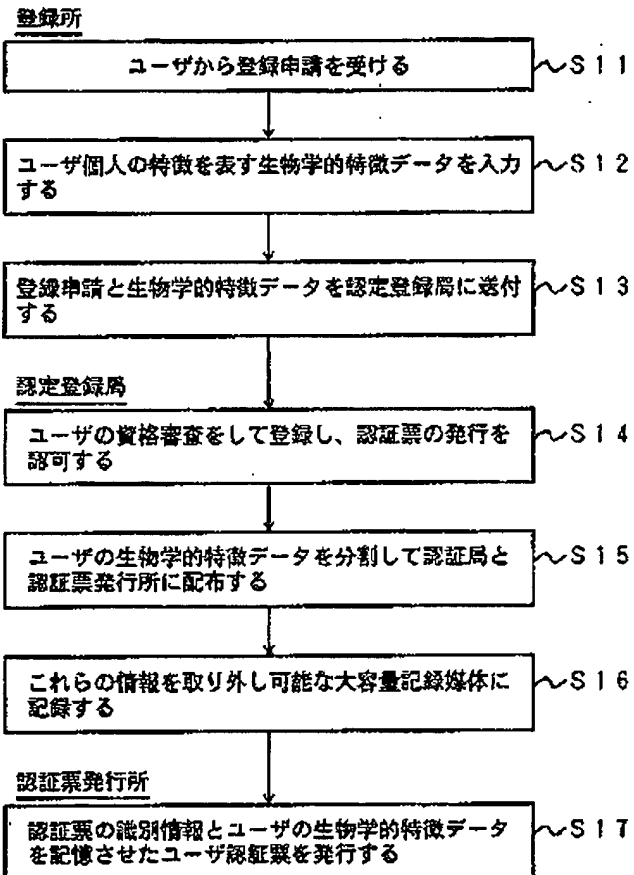 登録所
ユーザから登録申請を受ける
～S11
ユーザ個人の特徴を表す生物学的特徴データを入力
する
～S12
登録申請と生物学的特徴データを認定登録局に送付
する
～S13
認定登録局
ユーザの資格審査をして登録し、認証票の発行を
認可する
～S14
ユーザの生物学的特徴データを分割して認証局と
認証票発行所に配布する
～S15
これらの情報を取り外し可能な大容量記録媒体に
記録する
～S16
認証票発行所
認証票の識別情報とユーザの生物学的特徴データ
を記憶させたユーザ認証票を発行する
～S17